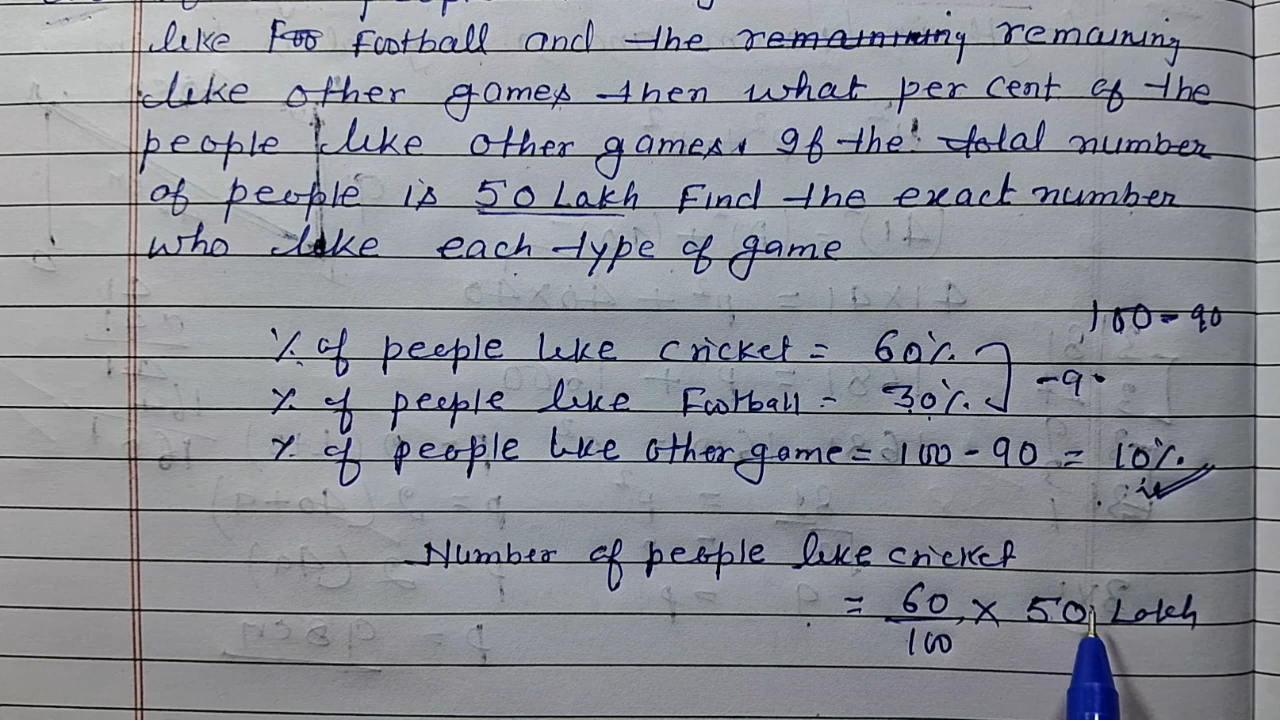 like Foo Football and the remaining remaining
like other games then what per cent of the
people like other games. If the total number
of people is 50 Lakh Find the exact number
who like each type of game
100 - 90
% of people like cricket = 60%
% of people like Football - 30%
% of people like other game = 100 - 90 = 10%
Number of people like cricket
= 60/100 × 50 Lakh